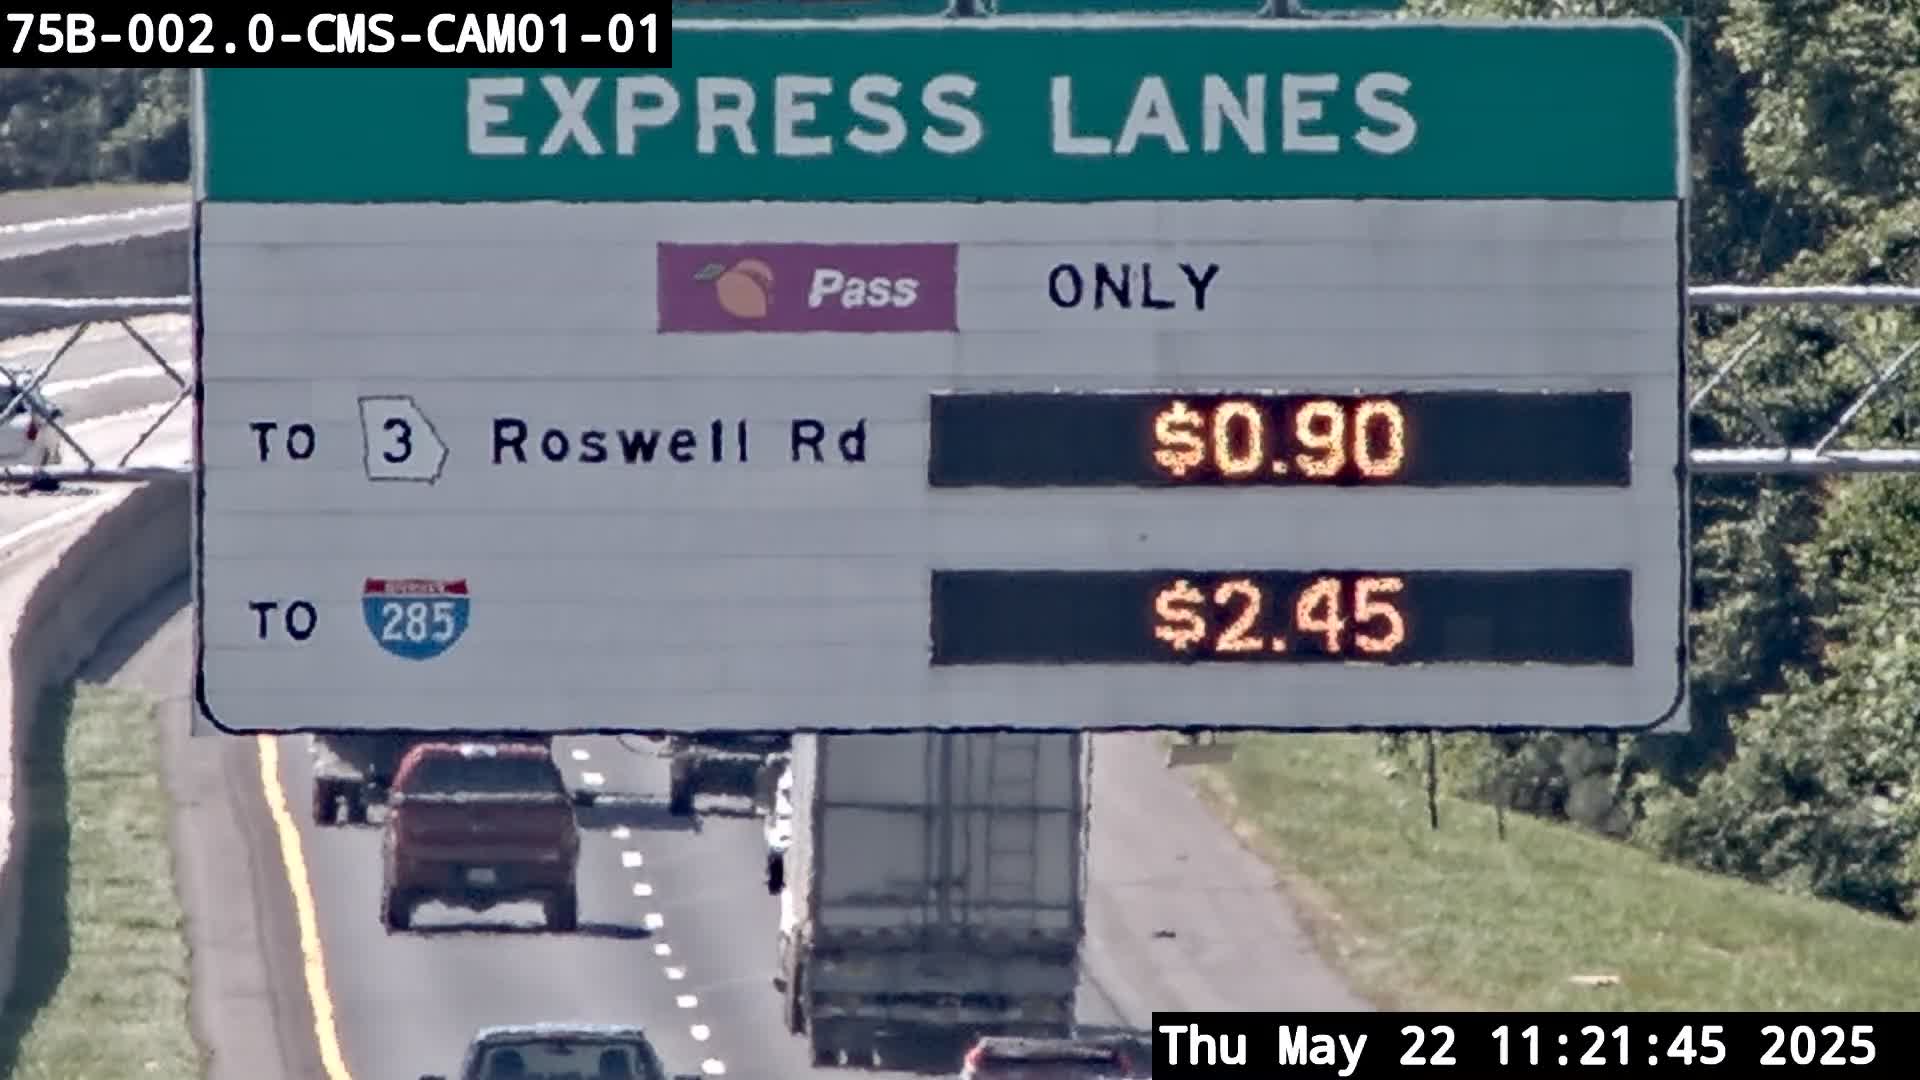 75B-002.0-CMS-CAM01-01
EXPRESS LANES
Pass ONLY
TO 3 Roswell Rd $0.90
TO 285 $2.45
Thu May 22 11:21:45 2025